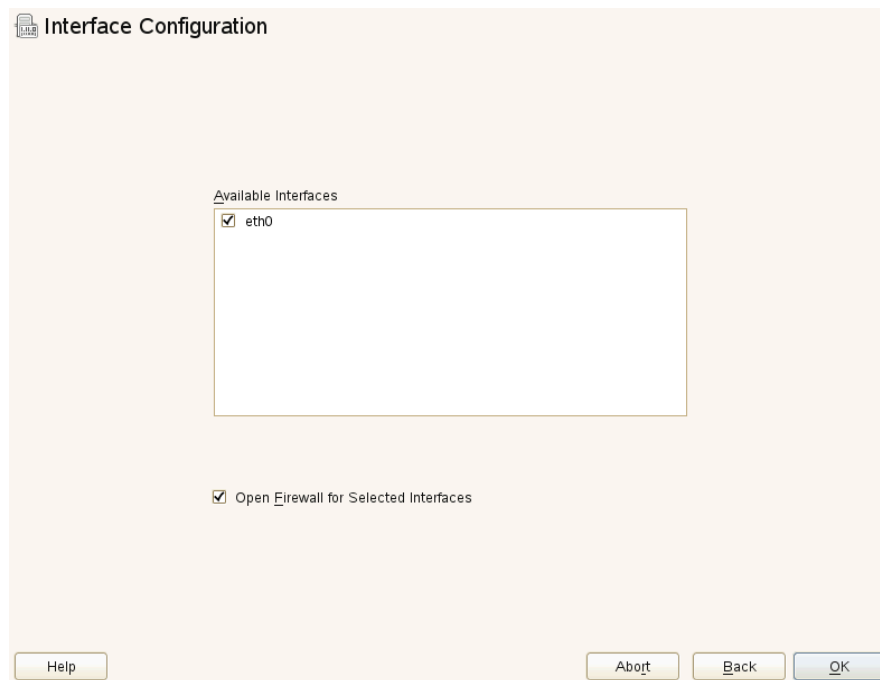 Interface Configuration
Available Interfaces
eth0
Open Firewall for Selected Interfaces
Help
Abort
Back
OK